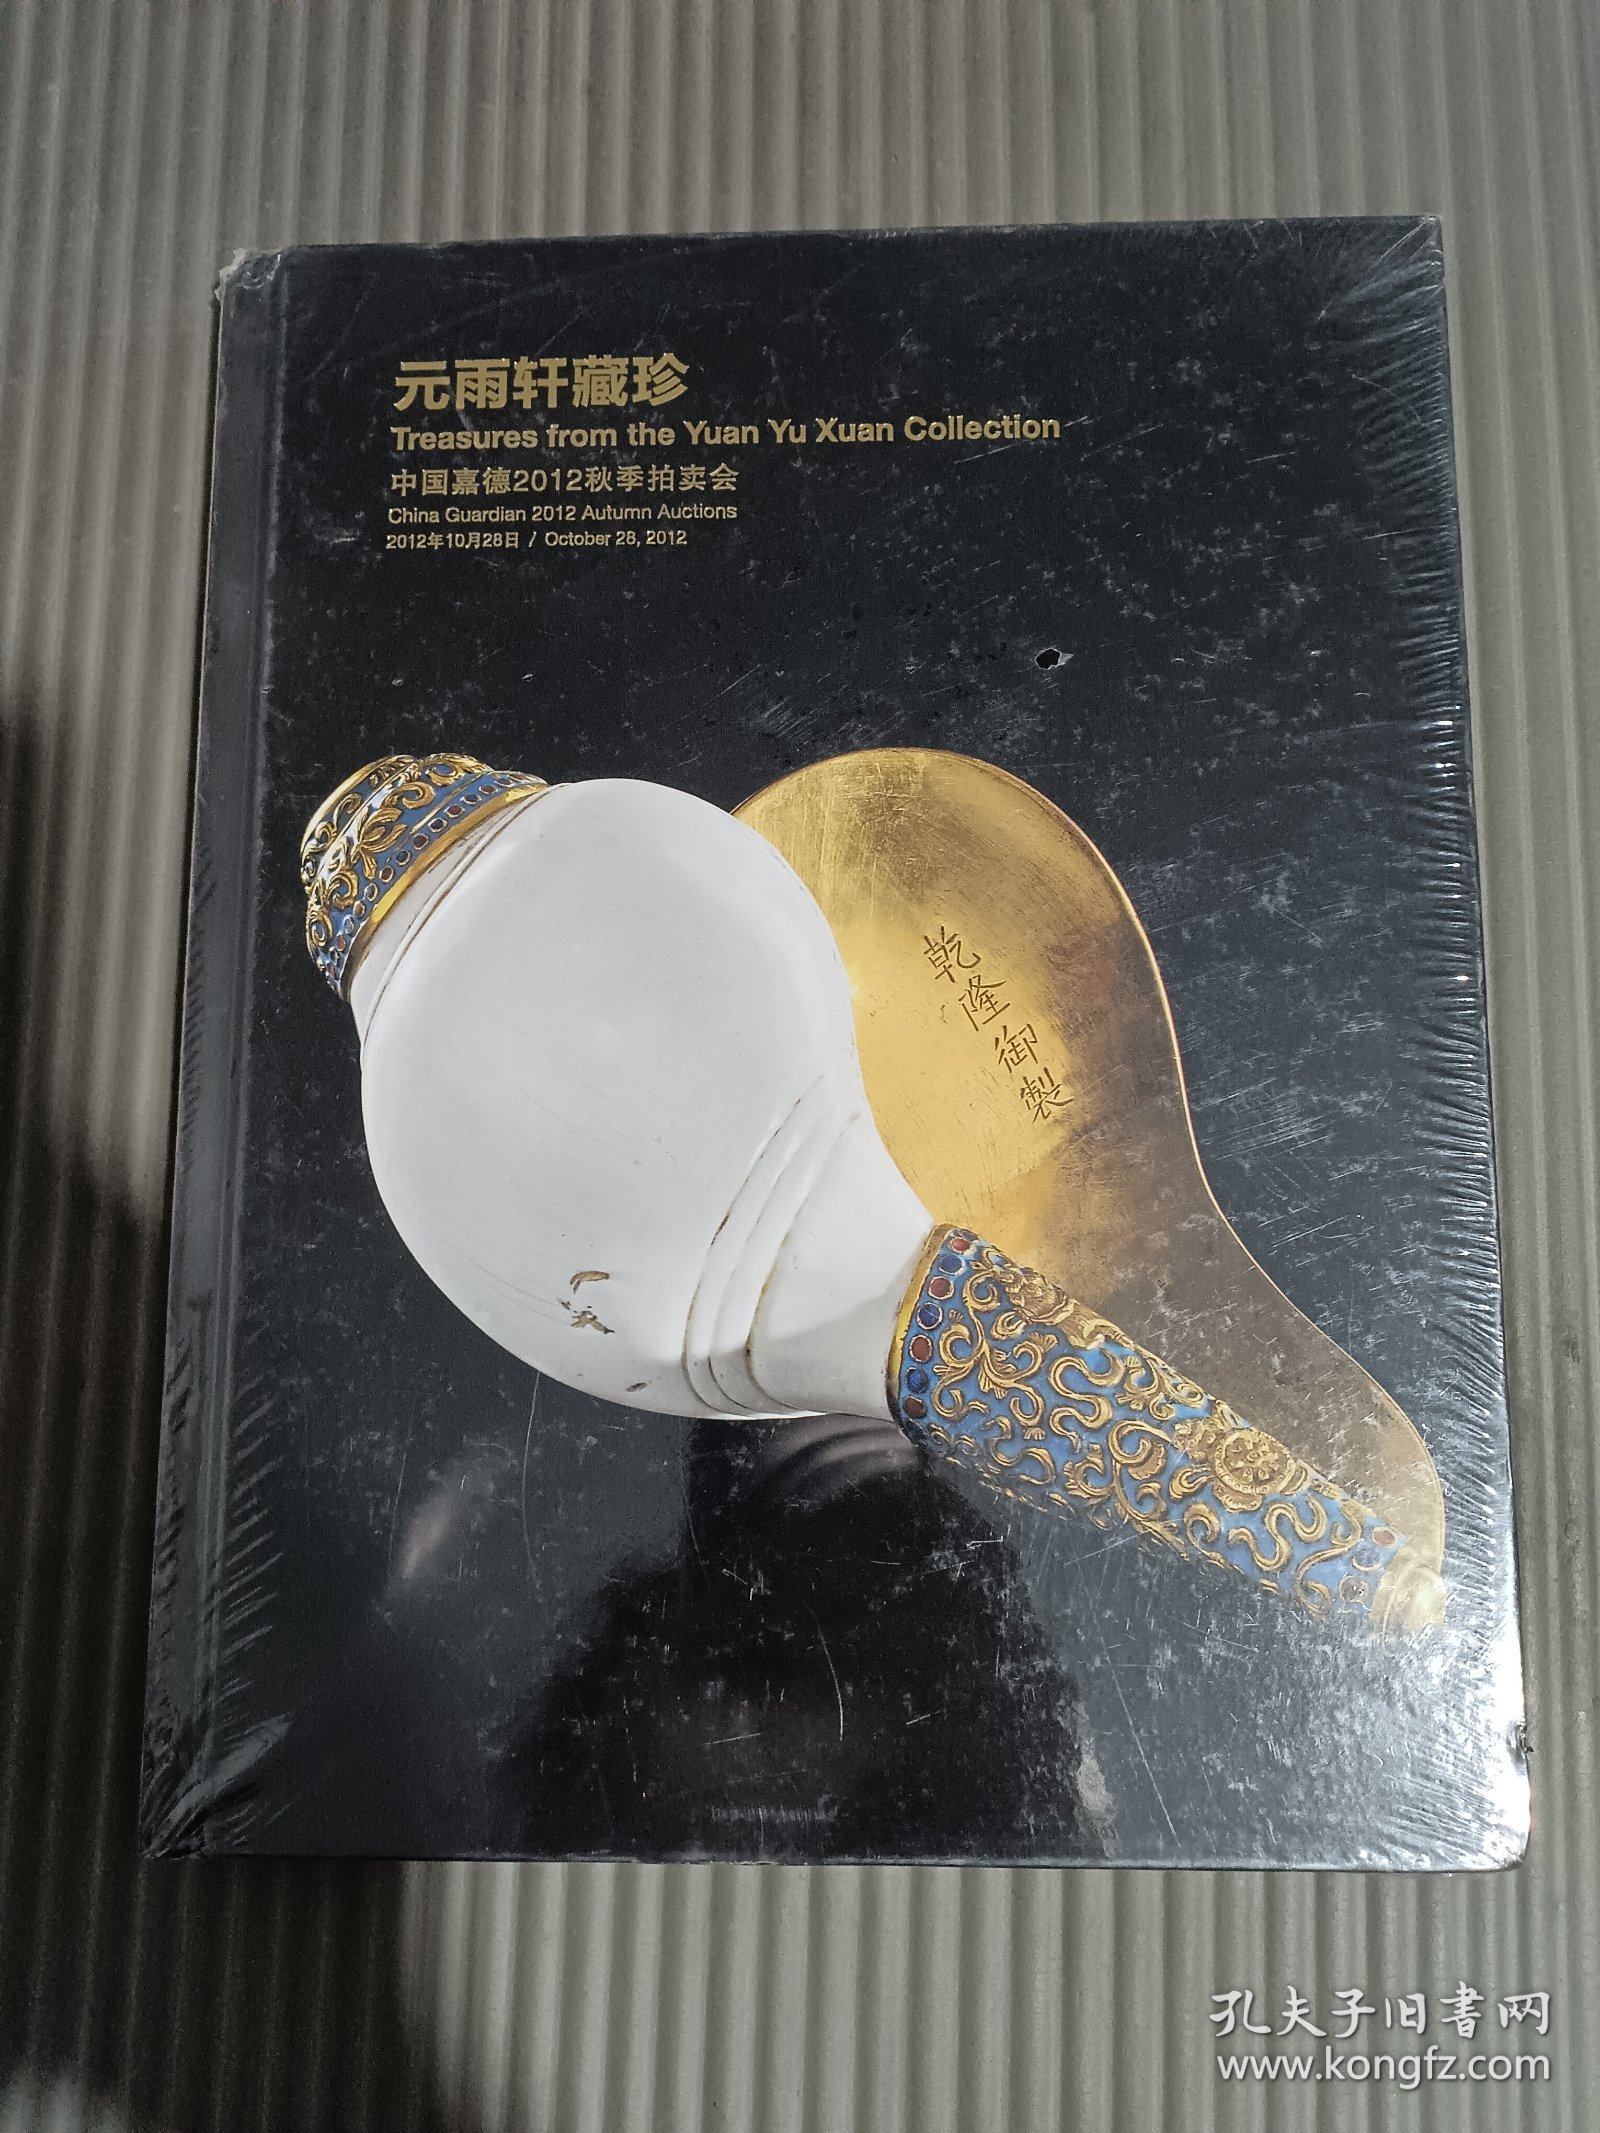 元雨轩藏珍
Treasures from the Yuan Yu Xuan Collection
中国嘉德2012秋季拍卖会
China Guardian 2012 Autumn Auctions
2012年10月28日 / October 28, 2012
乾隆御製
孔夫子旧書网
www.kongfz.com